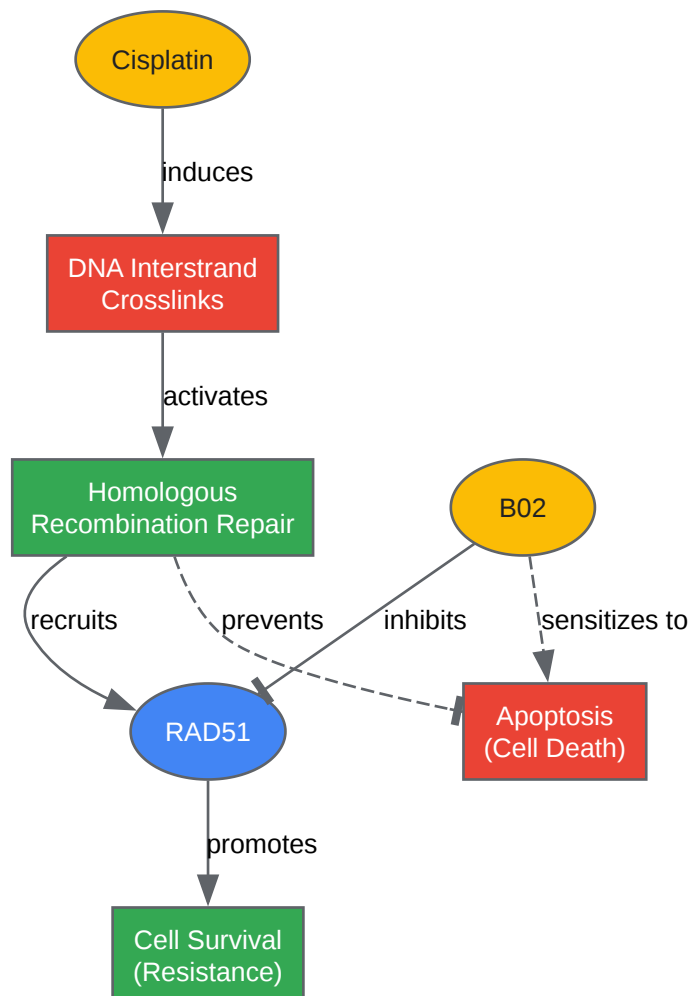 Cisplatin
induces
DNA Interstrand
Crosslinks
activates
Homologous
Recombination Repair
B02
recruits
prevents
inhibits
sensitizes to
RAD51
Apoptosis
(Cell Death)
promotes
Cell Survival
(Resistance)